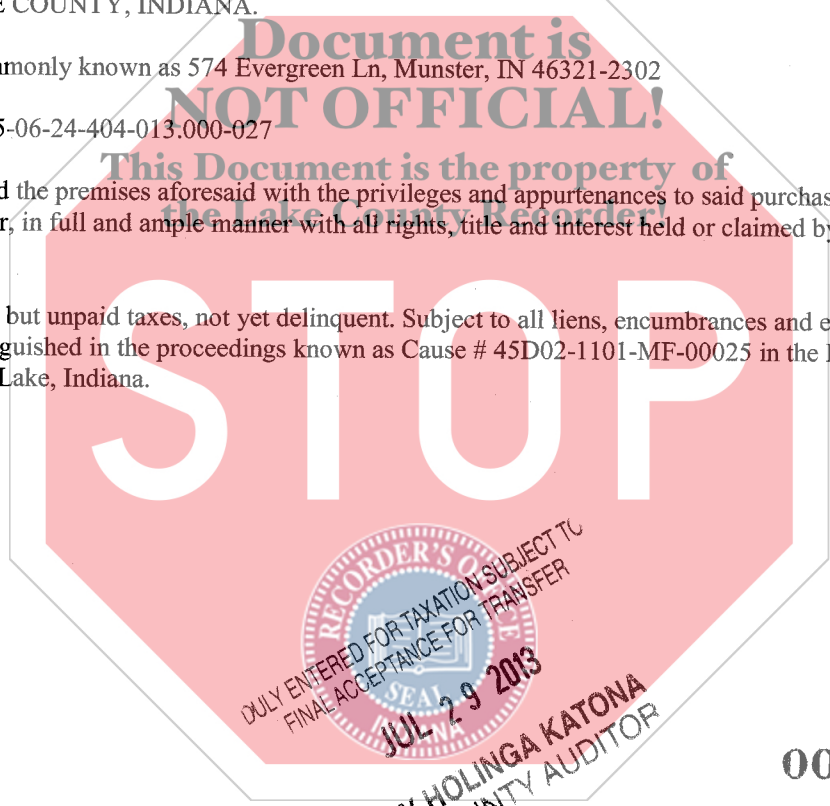 COUNTY, INDIANA.
Document is
monly known as 574 Evergreen Ln, Munster, IN 46321-2302
NOT OFFICIAL!
-06-24-404-013.000-027
This Document is the property of
the premises aforesaid with the privileges and appurtenances to said
the Lake County Recorder!
, in full and ample manner with all rights, title and interest held or claimed by
but unpaid taxes, not yet delinquent. Subject to all liens, encumbrances and
guished in the proceedings known as Cause # 45D02-1101-MF-00025 in the
Lake, Indiana.
STOP
RECORDER'S OFFICE
SEAL
INDIANA
DULY ENTERED FOR TAXATION SUBJECT TO
FINAL ACCEPTANCE FOR TRANSFER
JUL 29 2013
HOLINGA KATONA
NTY AUDITOR
00